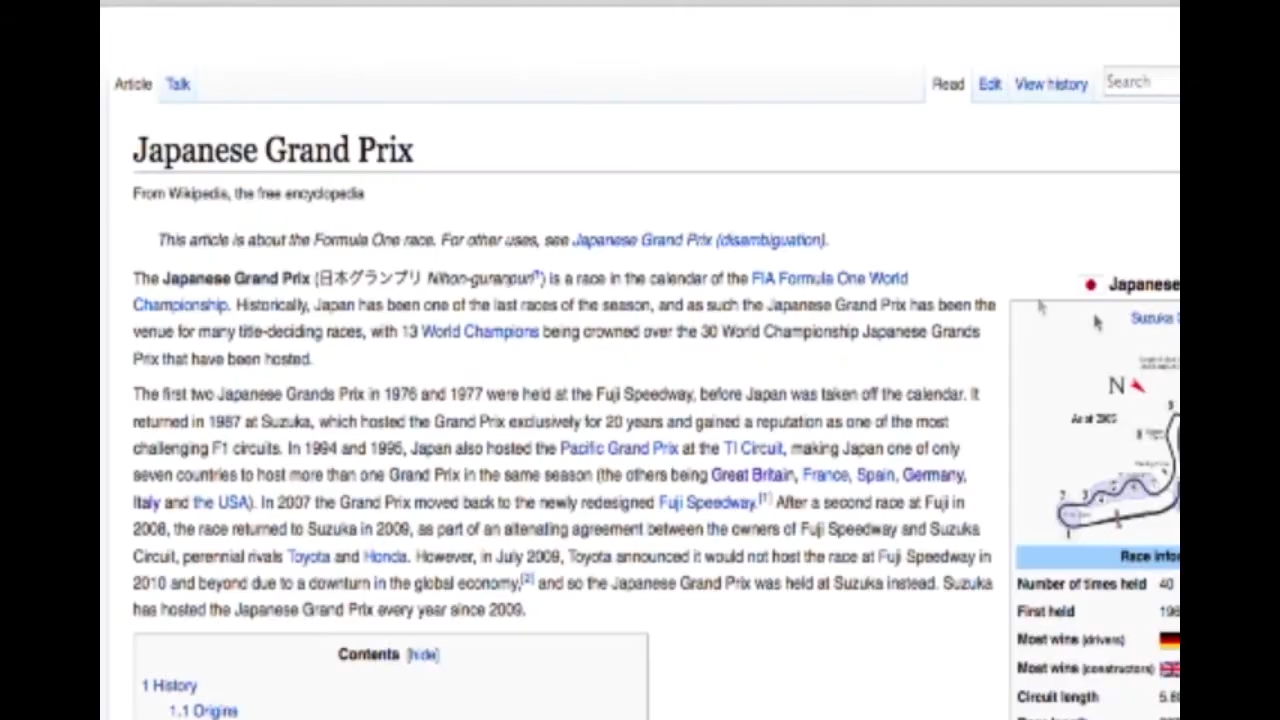 Article Talk Read Edit View history Search
Japanese Grand Prix
From Wikipedia, the free encyclopedia
This article is about the Formula One race. For other uses, see Japanese Grand Prix (disambiguation).
The Japanese Grand Prix (日本グランプリ Nihon-guranpuri[?]) is a race in the calendar of the FIA Formula One World
Championship. Historically, Japan has been one of the last races of the season, and as such the Japanese Grand Prix has been the
venue for many title-deciding races, with 13 World Champions being crowned over the 30 World Championship Japanese Grands
Prix that have been hosted.
The first two Japanese Grands Prix in 1976 and 1977 were held at the Fuji Speedway, before Japan was taken off the calendar. It
returned in 1987 at Suzuka, which hosted the Grand Prix exclusively for 20 years and gained a reputation as one of the most
challenging F1 circuits. In 1994 and 1995, Japan also hosted the Pacific Grand Prix at the TI Circuit, making Japan one of only
seven countries to host more than one Grand Prix in the same season (the others being Great Britain, France, Spain, Germany,
Italy and the USA). In 2007 the Grand Prix moved back to the newly redesigned Fuji Speedway.[1] After a second race at Fuji in
2008, the race returned to Suzuka in 2009, as part of an alternating agreement between the owners of Fuji Speedway and Suzuka
Circuit, perennial rivals Toyota and Honda. However, in July 2009, Toyota announced it would not host the race at Fuji Speedway in
2010 and beyond due to a downturn in the global economy,[2] and so the Japanese Grand Prix was held at Suzuka instead. Suzuka
has hosted the Japanese Grand Prix every year since 2009.
Contents [hide]
1 History
1.1 Origins
Japanese
Suzuka
N
As of 2005
Race info
Number of times held 40
First held 196
Most wins (drivers)
Most wins (constructors)
Circuit length 5.8